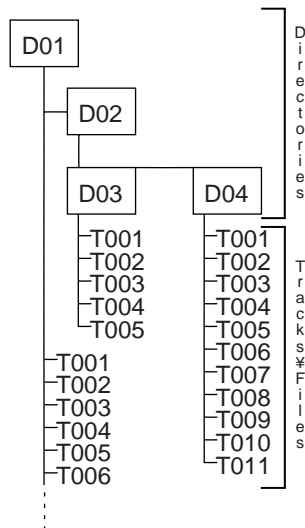 D01
D02
D03
D04
T001
T002
T003
T004
T005
T001
T002
T003
T004
T005
T006
T007
T008
T009
T010
T011
T001
T002
T003
T004
T005
T006
Directories
Tracks¥Files